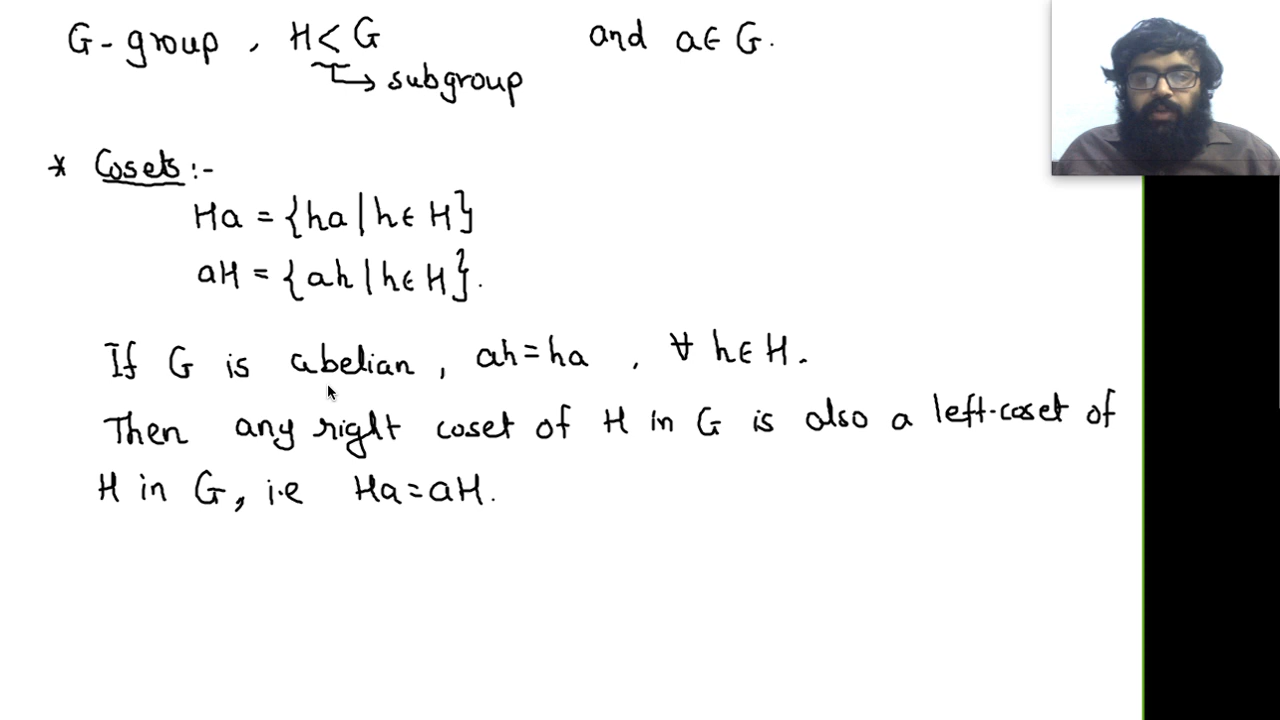 G - group , H < G and a ∈ G.
↳ subgroup
* Cosets :-
Ha = {ha | h ∈ H}
aH = {ah | h ∈ H}.
If G is abelian , ah = ha , ∀ h ∈ H.
Then any right coset of H in G is also a left-coset of
H in G, i.e Ha = aH.